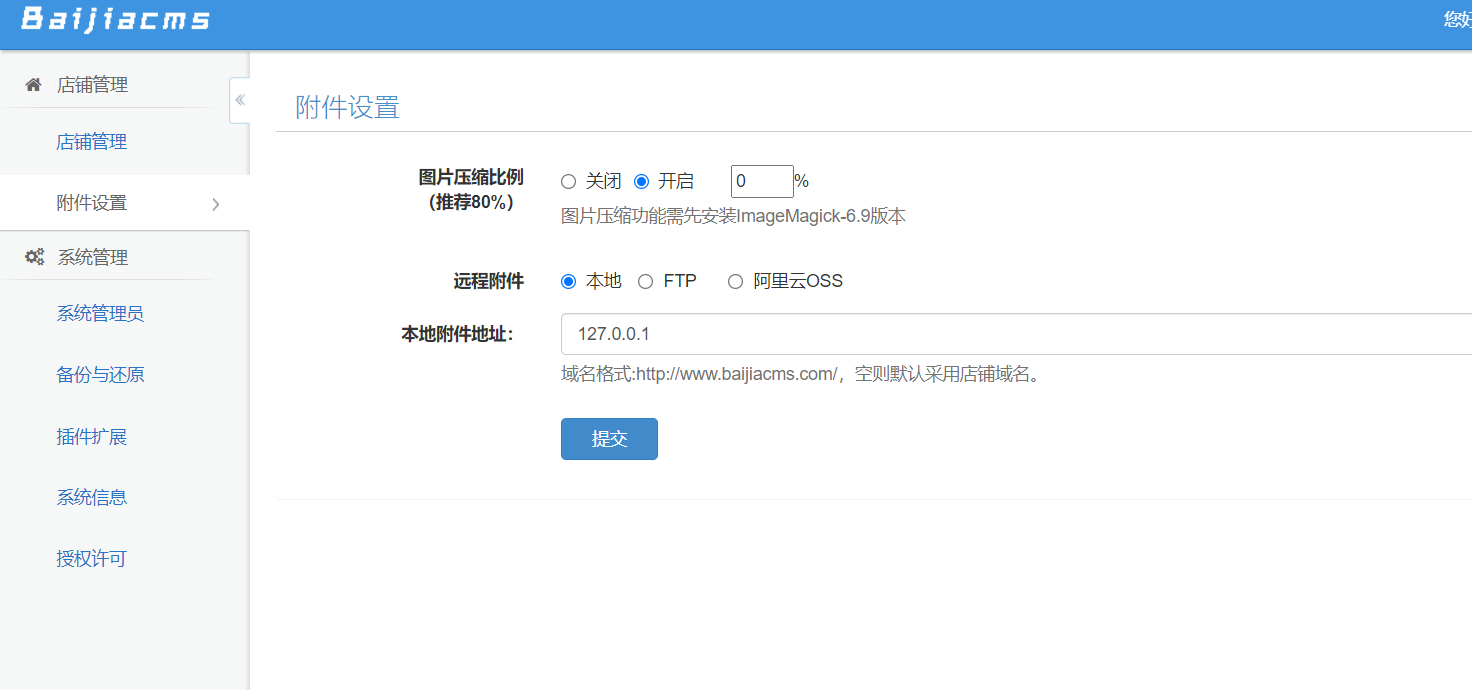 Baijiacms
您好
店铺管理
«
店铺管理
附件设置
系统管理
系统管理员
备份与还原
插件扩展
系统信息
授权许可
附件设置
图片压缩比例
（推荐80%）
关闭 开启 0 %
图片压缩功能需先安装ImageMagick-6.9版本
远程附件 本地 FTP 阿里云OSS
本地附件地址： 127.0.0.1
域名格式:http://www.baijiacms.com/，空则默认采用店铺域名。
提交